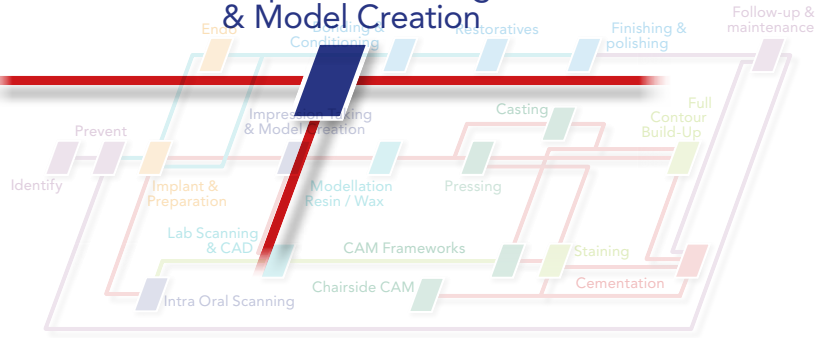 & Model Creation
Endo
Conditioning
Restoratives
Finishing &
polishing
Follow-up &
maintenance
Prevent
Impression Taking
& Model Creation
Casting
Full
Contour
Build-Up
Identify
Implant &
Preparation
Modellation
Resin / Wax
Pressing
Lab Scanning
& CAD
CAM Frameworks
Staining
Intra Oral Scanning
Chairside CAM
Cementation